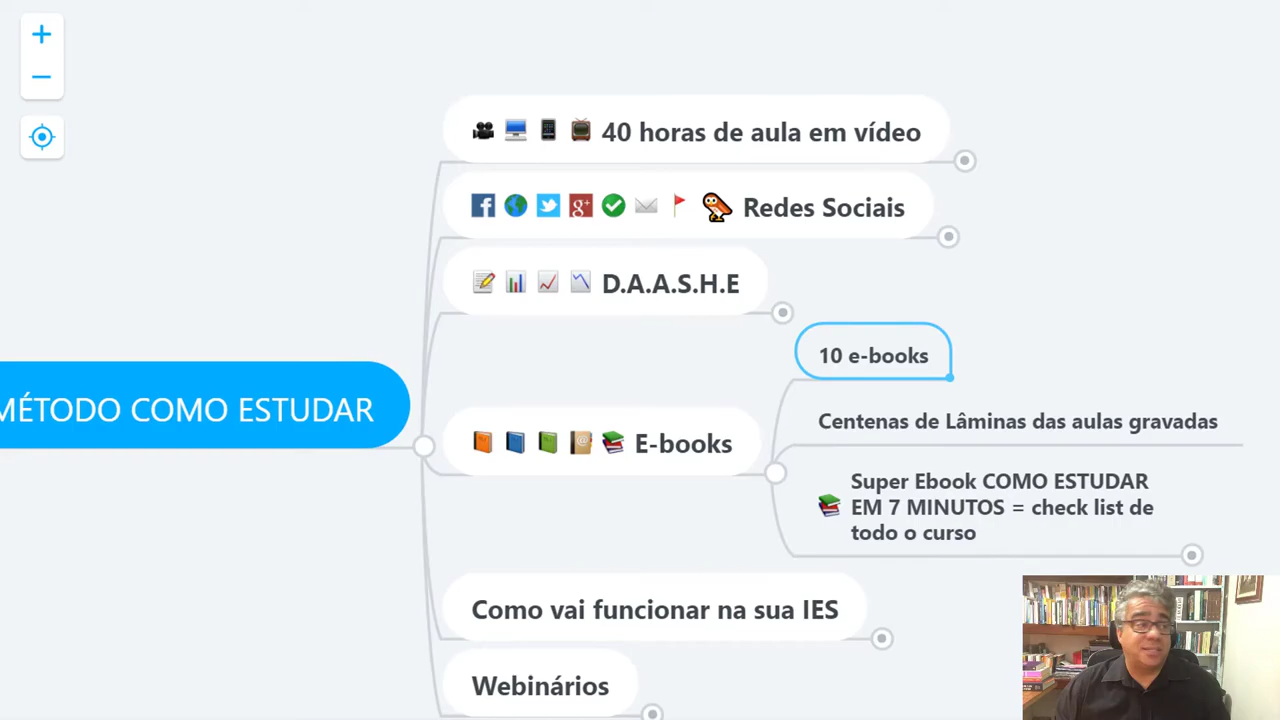 40 horas de aula em vídeo
Redes Sociais
D.A.A.S.H.E
10 e-books
MÉTODO COMO ESTUDAR
Centenas de Lâminas das aulas gravadas
E-books
Super Ebook COMO ESTUDAR
EM 7 MINUTOS = check list de
todo o curso
Como vai funcionar na sua IES
Webinários